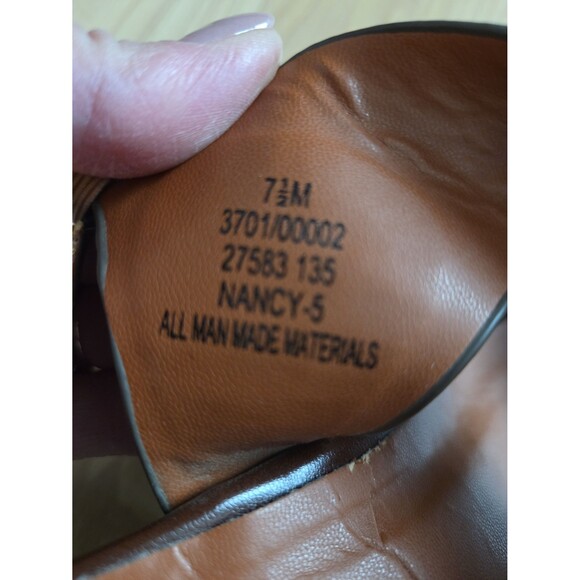 7½M
3701/00002
27583 135
NANCY-5
ALL MAN MADE MATERIALS